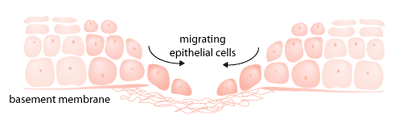 migrating
epithelial cells
basement membrane